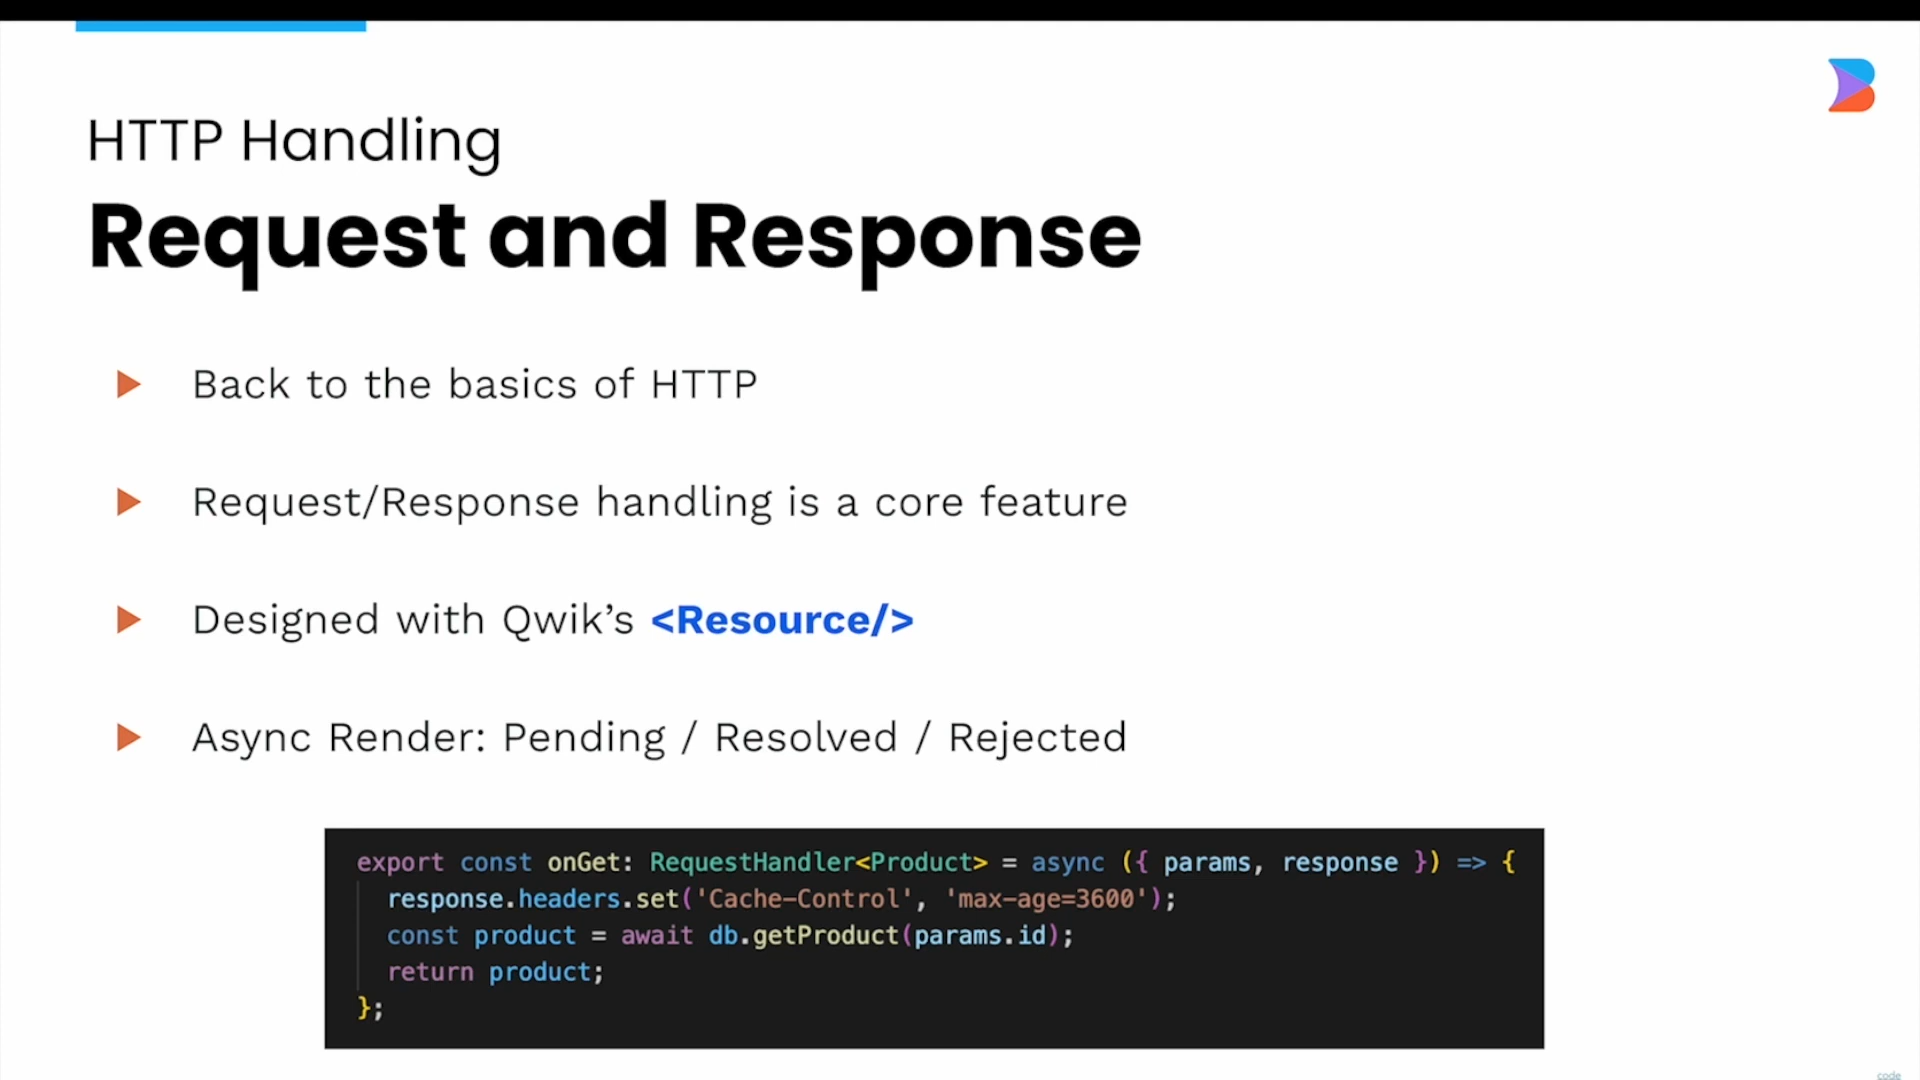 HTTP Handling
Request and Response
Back to the basics of HTTP
Request/Response handling is a core feature
Designed with Qwik’s <Resource/>
Async Render: Pending / Resolved / Rejected
export const onGet: RequestHandler<Product> = async ({ params, response }) => {
  response.headers.set('Cache-Control', 'max-age=3600');
  const product = await db.getProduct(params.id);
  return product;
};
code